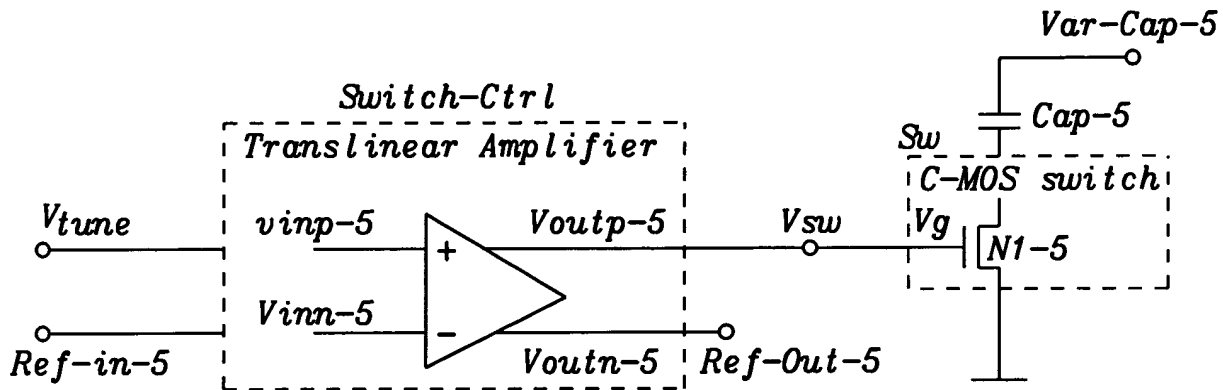 Var-Cap-5
Switch-Ctrl
Cap-5
Translinear Amplifier
Sw
C-MOS switch
Vtune
vinp-5
+
Voutp-5
Vsw
Vg
N1-5
Vinn-5
-
Ref-in-5
Voutn-5
Ref-Out-5